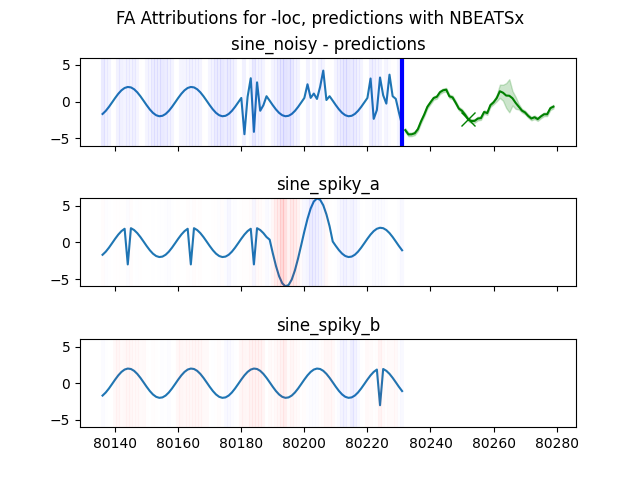 FA Attributions for -loc, predictions with NBEATSx
sine_noisy - predictions
5
0
−5
sine_spiky_a
5
0
−5
sine_spiky_b
5
0
−5
80140 80160 80180 80200 80220 80240 80260 80280